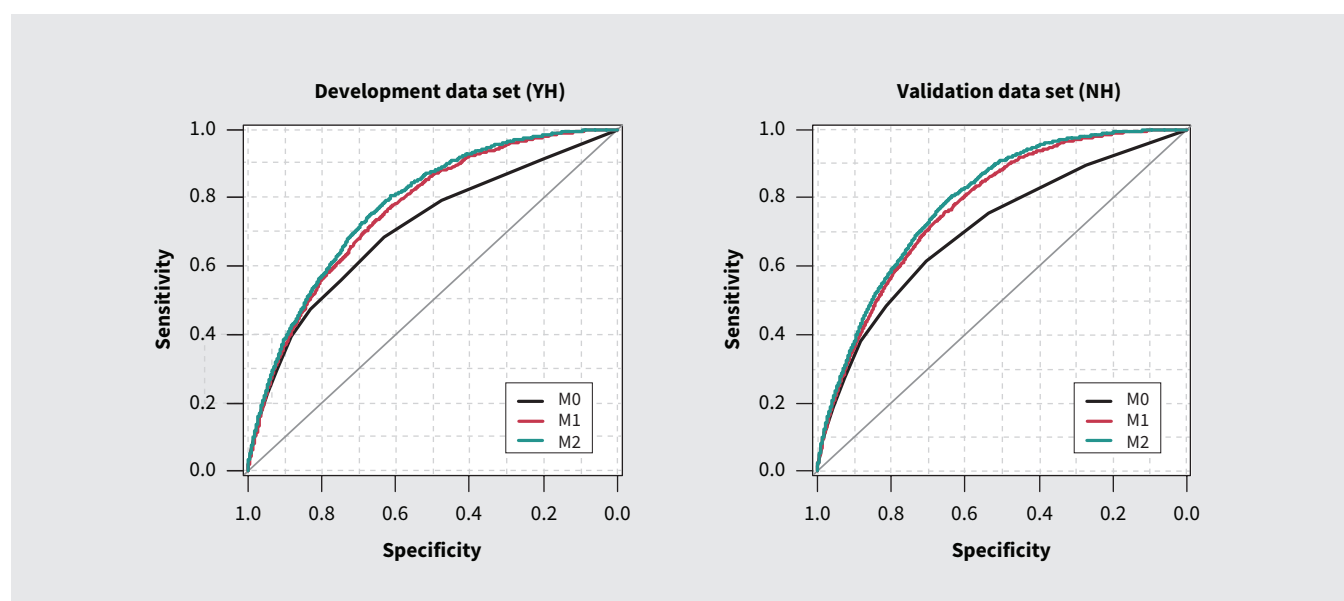 Development data set (YH)
1.0
0.8
0.6
0.4
0.2
0.0
Sensitivity
M0
M1
M2
1.0 0.8 0.6 0.4 0.2 0.0
Specificity
Validation data set (NH)
1.0
0.8
0.6
0.4
0.2
0.0
Sensitivity
M0
M1
M2
1.0 0.8 0.6 0.4 0.2 0.0
Specificity